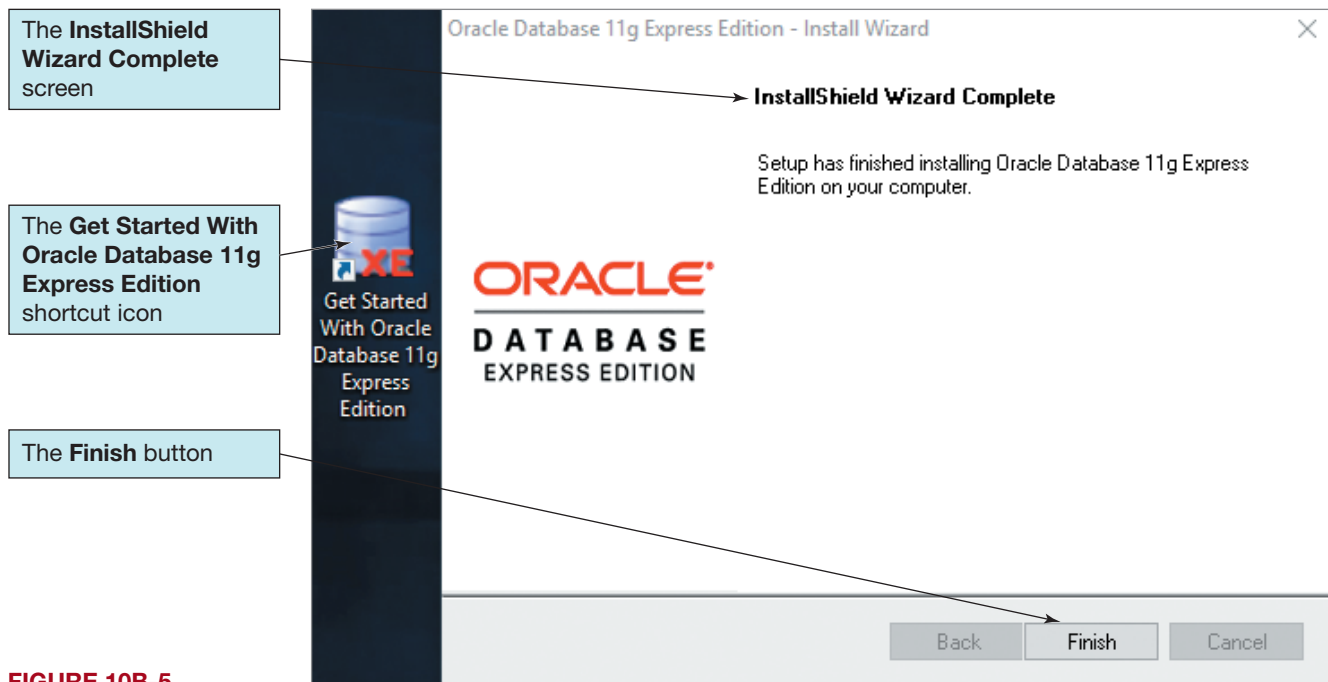 The InstallShield
Wizard Complete
screen
The Get Started With
Oracle Database 11g
Express Edition
shortcut icon
The Finish button
XE
Get Started
With Oracle
Database 11g
Express
Edition
Oracle Database 11g Express Edition - Install Wizard
InstallShield Wizard Complete
Setup has finished installing Oracle Database 11g Express
Edition on your computer.
ORACLE
DATABASE
EXPRESS EDITION
Back
Finish
Cancel
FIGURE 10B-5